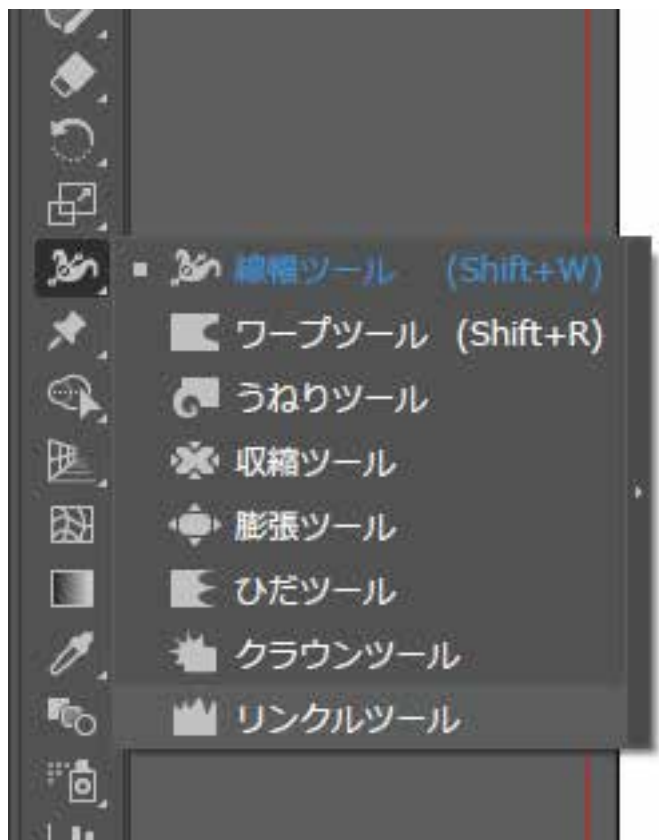 線幅ツール (Shift+W)
ワープツール (Shift+R)
うねりツール
収縮ツール
膨張ツール
ひだツール
クラウンツール
リンクルツール